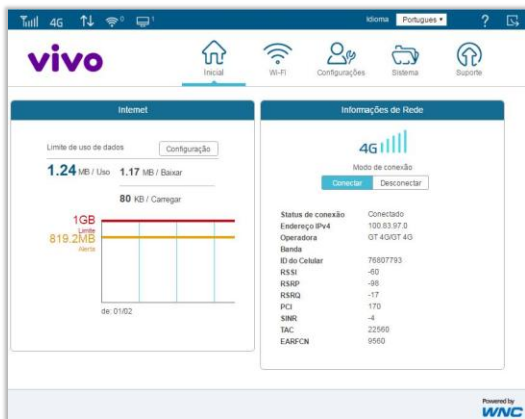 4G 0 1 Idioma Portugues ?
vivo
Inicial Wi-Fi Configurações Sistema Suporte
Internet
Limite de uso de dados Configuração
1.24 MB / Uso 1.17 MB / Baixar
80 KB / Carregar
1GB
Limite
819.2MB
Alerta
de: 01/02
Informações de Rede
4G
Modo de conexão
Conectar Desconectar
Status de conexão Conectado
Endereço IPv4 100.83.97.0
Operadora GT 4G/GT 4G
Banda
ID do Celular 76807793
RSSI -60
RSRP -96
RSRQ -17
PCI 170
SINR -4
TAC 22560
EARFCN 9560
Powered by
WNC